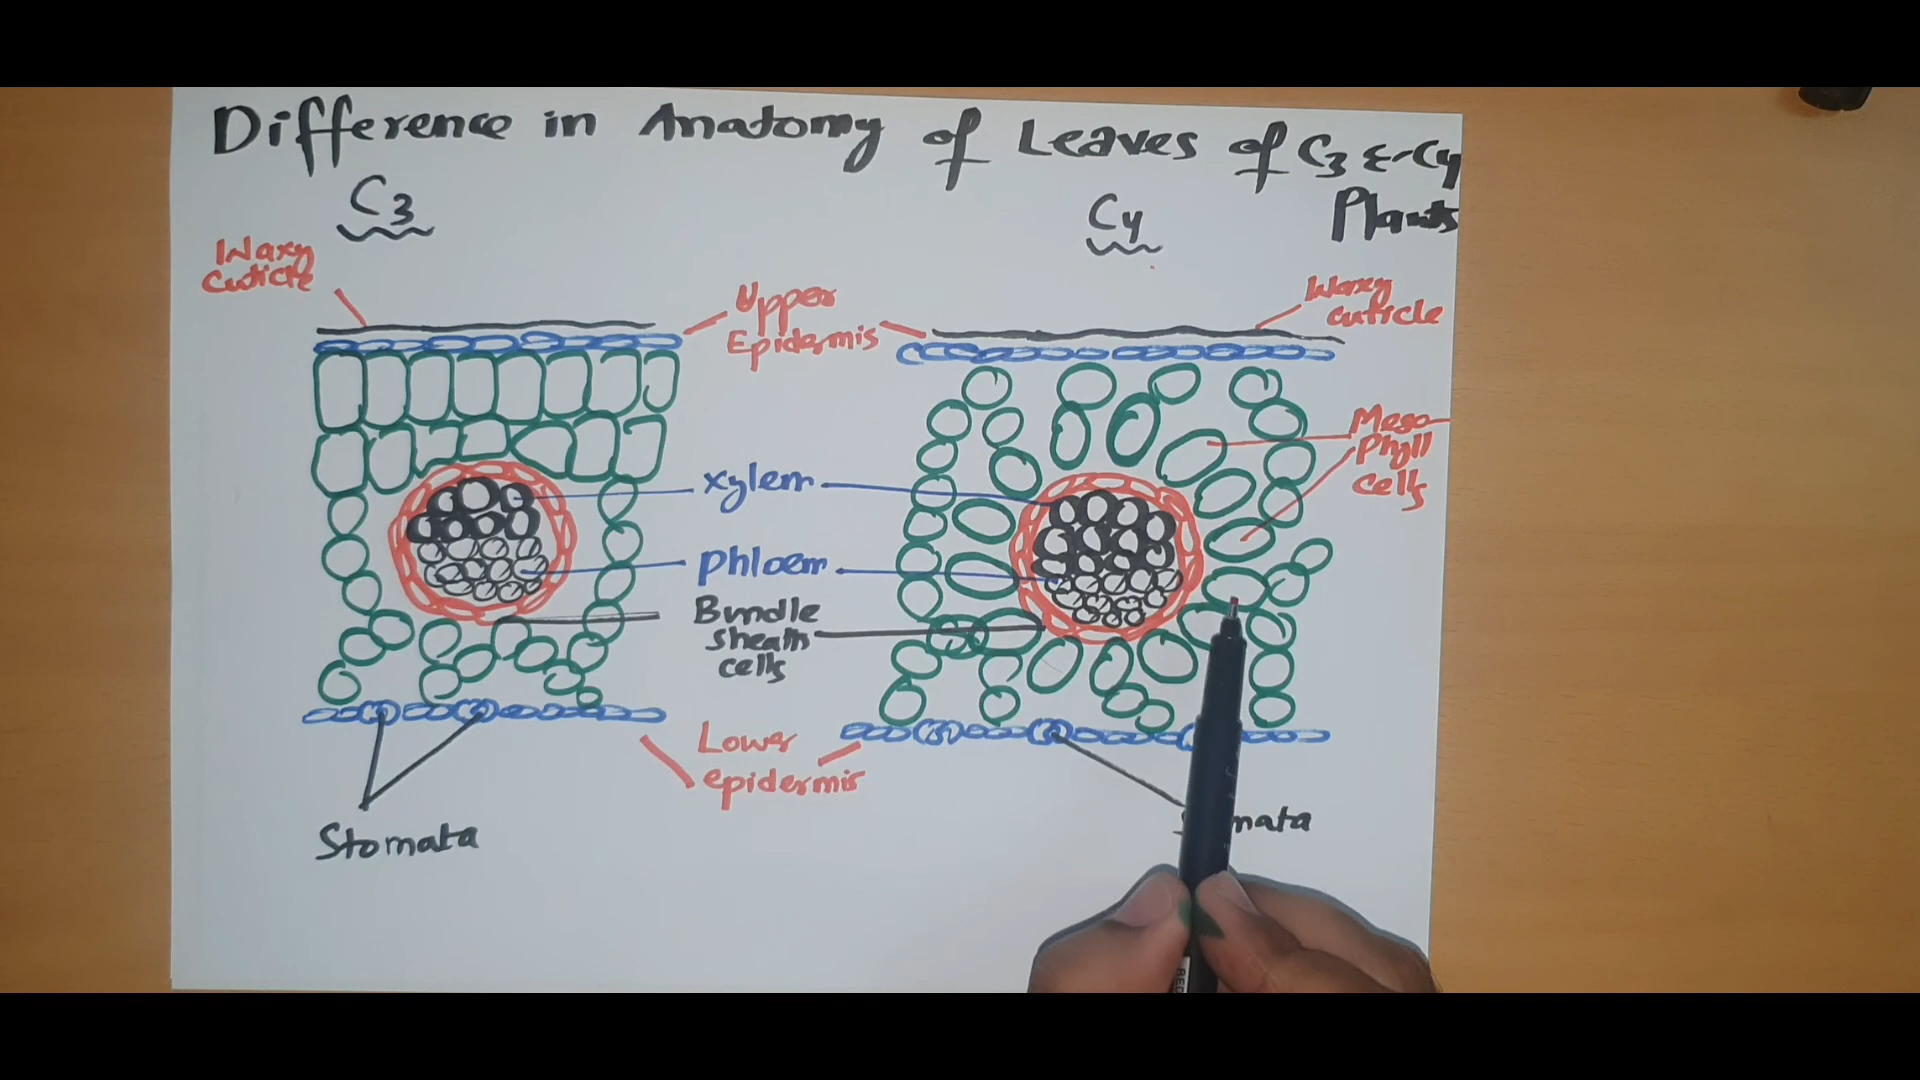 Difference in Anatomy of Leaves of C3 & C4
Plants
C3
C4
Waxy
cuticle
Upper
Epidermis
Waxy
cuticle
Meso
Phyll
cells
xylem
phloem
Bundle
sheath
cells
Lower
epidermis
Stomata
mata